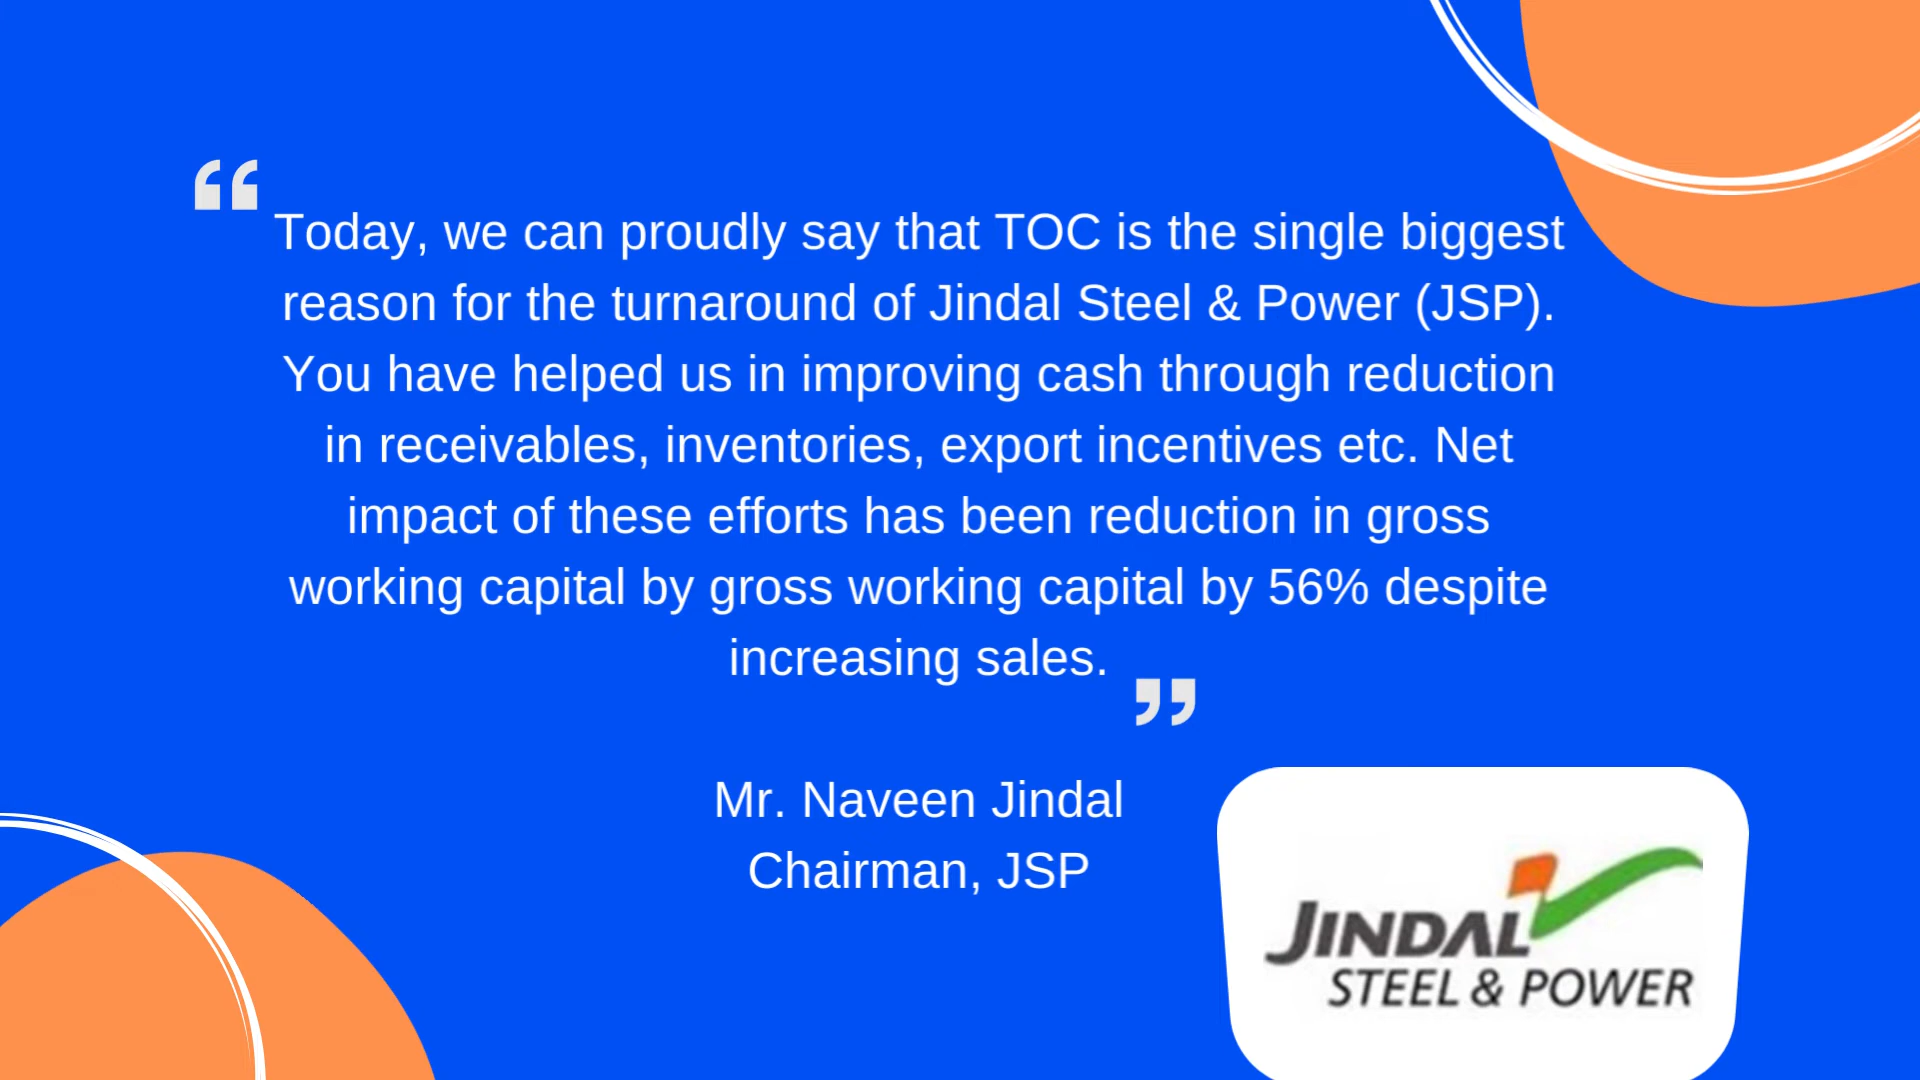 “
Today, we can proudly say that TOC is the single biggest
reason for the turnaround of Jindal Steel & Power (JSP).
You have helped us in improving cash through reduction
in receivables, inventories, export incentives etc. Net
impact of these efforts has been reduction in gross
working capital by gross working capital by 56% despite
increasing sales.
”
Mr. Naveen Jindal
Chairman, JSP
JINDAL
STEEL & POWER